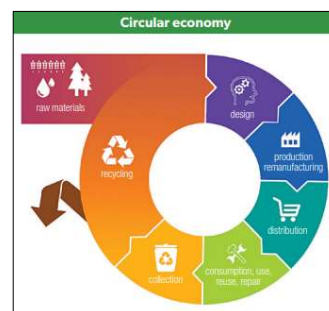 Circular economy
raw materials
design
production
remanufacturing
distribution
consumption, use,
reuse, repair
collection
recycling